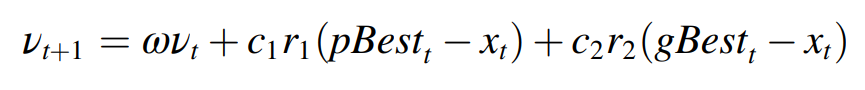 ν_{t+1} = ων_t + c_1r_1(pBest_t − x_t) + c_2r_2(gBest_t − x_t)